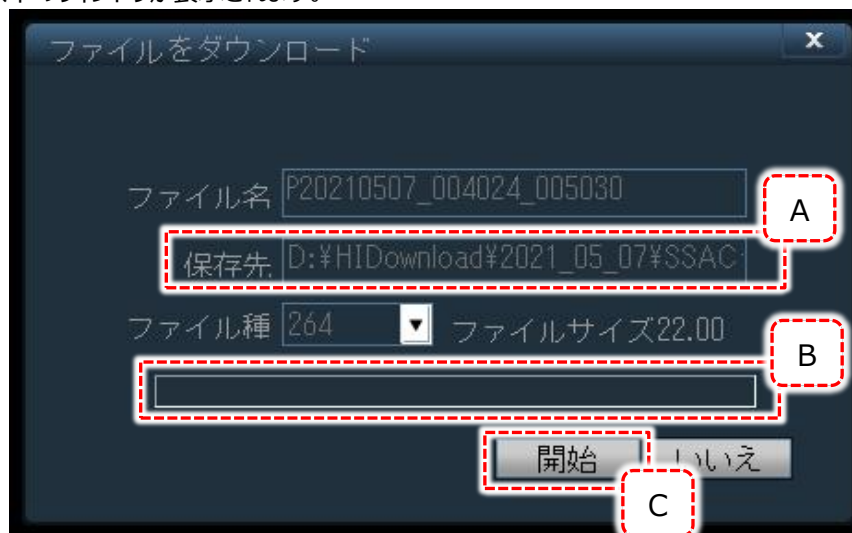 ファイルをダウンロード x
ファイル名 P20210507_004024_005030
A
保存先 D:¥HIDownload¥2021_05_07¥SSAC
ファイル種 264 ファイルサイズ22.00
B
開始 いいえ
C